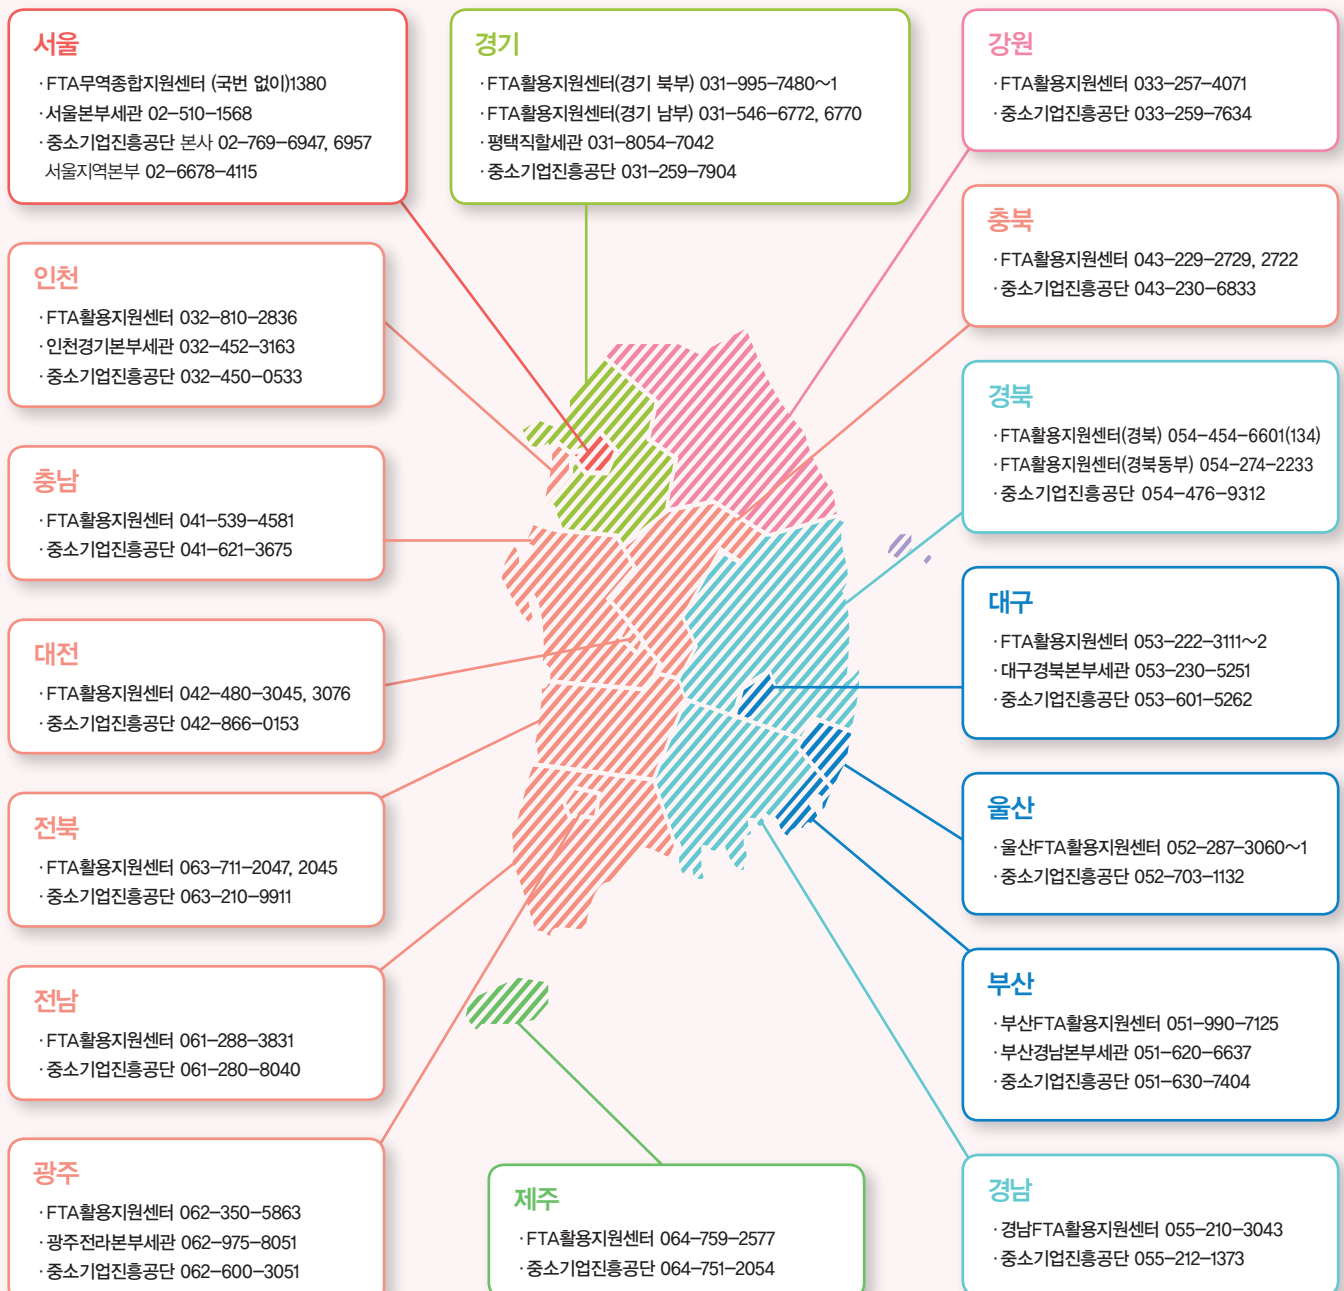 서울
·FTA무역종합지원센터 (국번 없이)1380
·서울본부세관 02-510-1568
·중소기업진흥공단 본사 02-769-6947, 6957
서울지역본부 02-6678-4115
경기
·FTA활용지원센터(경기 북부) 031-995-7480~1
·FTA활용지원센터(경기 남부) 031-546-6772, 6770
·평택직할세관 031-8054-7042
·중소기업진흥공단 031-259-7904
강원
·FTA활용지원센터 033-257-4071
·중소기업진흥공단 033-259-7634
인천
·FTA활용지원센터 032-810-2836
·인천경기본부세관 032-452-3163
·중소기업진흥공단 032-450-0533
충북
·FTA활용지원센터 043-229-2729, 2722
·중소기업진흥공단 043-230-6833
충남
·FTA활용지원센터 041-539-4581
·중소기업진흥공단 041-621-3675
경북
·FTA활용지원센터(경북) 054-454-6601(134)
·FTA활용지원센터(경북동부) 054-274-2233
·중소기업진흥공단 054-476-9312
대전
·FTA활용지원센터 042-480-3045, 3076
·중소기업진흥공단 042-866-0153
대구
·FTA활용지원센터 053-222-3111~2
·대구경북본부세관 053-230-5251
·중소기업진흥공단 053-601-5262
전북
·FTA활용지원센터 063-711-2047, 2045
·중소기업진흥공단 063-210-9911
울산
·울산FTA활용지원센터 052-287-3060~1
·중소기업진흥공단 052-703-1132
전남
·FTA활용지원센터 061-288-3831
·중소기업진흥공단 061-280-8040
부산
·부산FTA활용지원센터 051-990-7125
·부산경남본부세관 051-620-6637
·중소기업진흥공단 051-630-7404
광주
·FTA활용지원센터 062-350-5863
·광주전라본부세관 062-975-8051
·중소기업진흥공단 062-600-3051
제주
·FTA활용지원센터 064-759-2577
·중소기업진흥공단 064-751-2054
경남
·경남FTA활용지원센터 055-210-3043
·중소기업진흥공단 055-212-1373